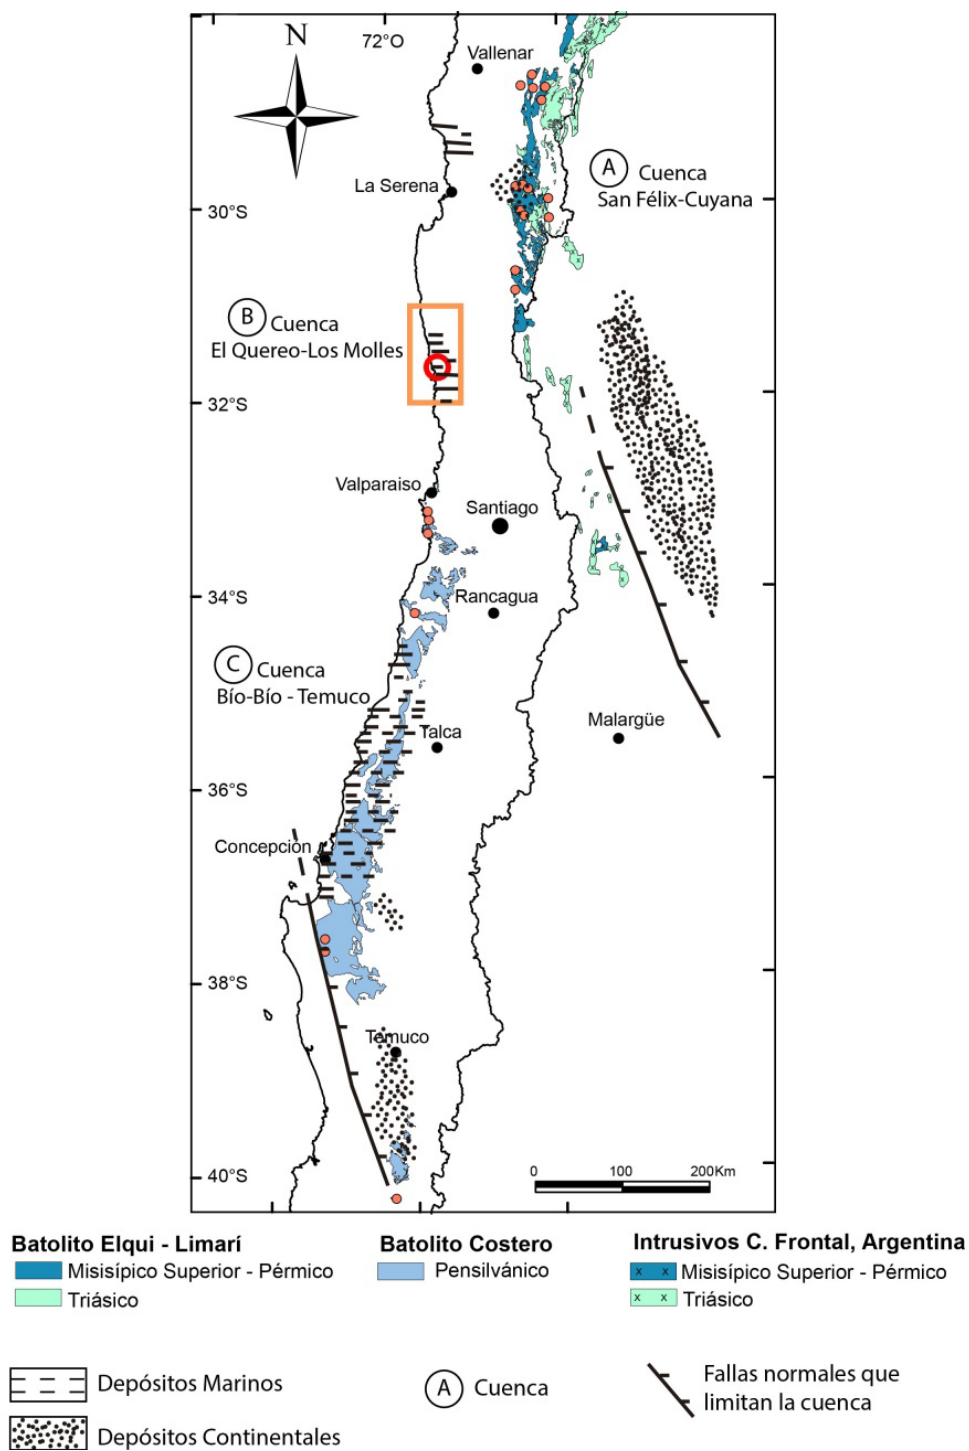 N
72°O
Vallenar
A
Cuenca
San Félix-Cuyana
La Serena
30°S
B
Cuenca
El Quereo-Los Molles
32°S
Valparaiso
Santiago
34°S
Rancagua
C
Cuenca
Bío-Bío - Temuco
Malargüe
Talca
36°S
Concepción
38°S
Temuco
40°S
0 100 200Km
Batolito Elqui - Limarí
Misisípico Superior - Pérmico
Triásico
Batolito Costero
Pensilvánico
Intrusivos C. Frontal, Argentina
x x Misisípico Superior - Pérmico
x x Triásico
Depósitos Marinos
Depósitos Continentales
A Cuenca
Fallas normales que
limitan la cuenca